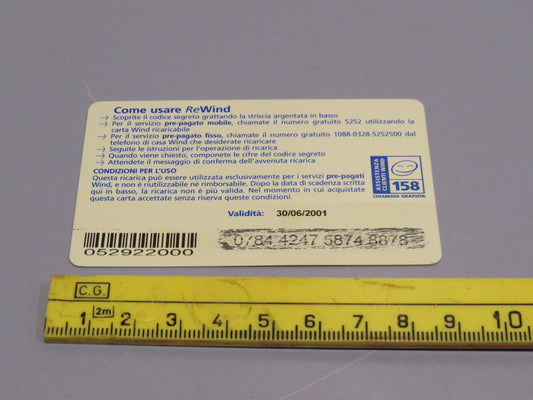 Come usare ReWind
→ Scoprite il codice segreto grattando la striscia argentata in basso
→ Per il servizio pre-pagato mobile, chiamate il numero gratuito 5252 utilizzando la
carta Wind ricaricabile
→ Per il servizio pre-pagato fisso, chiamate il numero gratuito 1088-0328-5252500 dal
telefono di casa Wind che desiderate ricaricare
→ Seguite le istruzioni per l'operazione di ricarica
→ Quando viene chiesto, componete le cifre del codice segreto
→ Attendete il messaggio di conferma dell'avvenuta ricarica
CONDIZIONI PER L'USO
Questa ricarica può essere utilizzata esclusivamente per i servizi pre-pagati
Wind, e non è riutilizzabile né rimborsabile. Dopo la data di scadenza scritta
qui in basso, la ricarica non è più valida. Nel momento in cui acquistate
questa carta accettate senza riserva queste condizioni.
ASSISTENZA
CLIENTI WIND
158
CHIAMATA GRATUITA
Validità: 30/06/2001
052922000
0784 4247 5874 8878
C.G.
2m
1 2 3 4 5 6 7 8 9 10